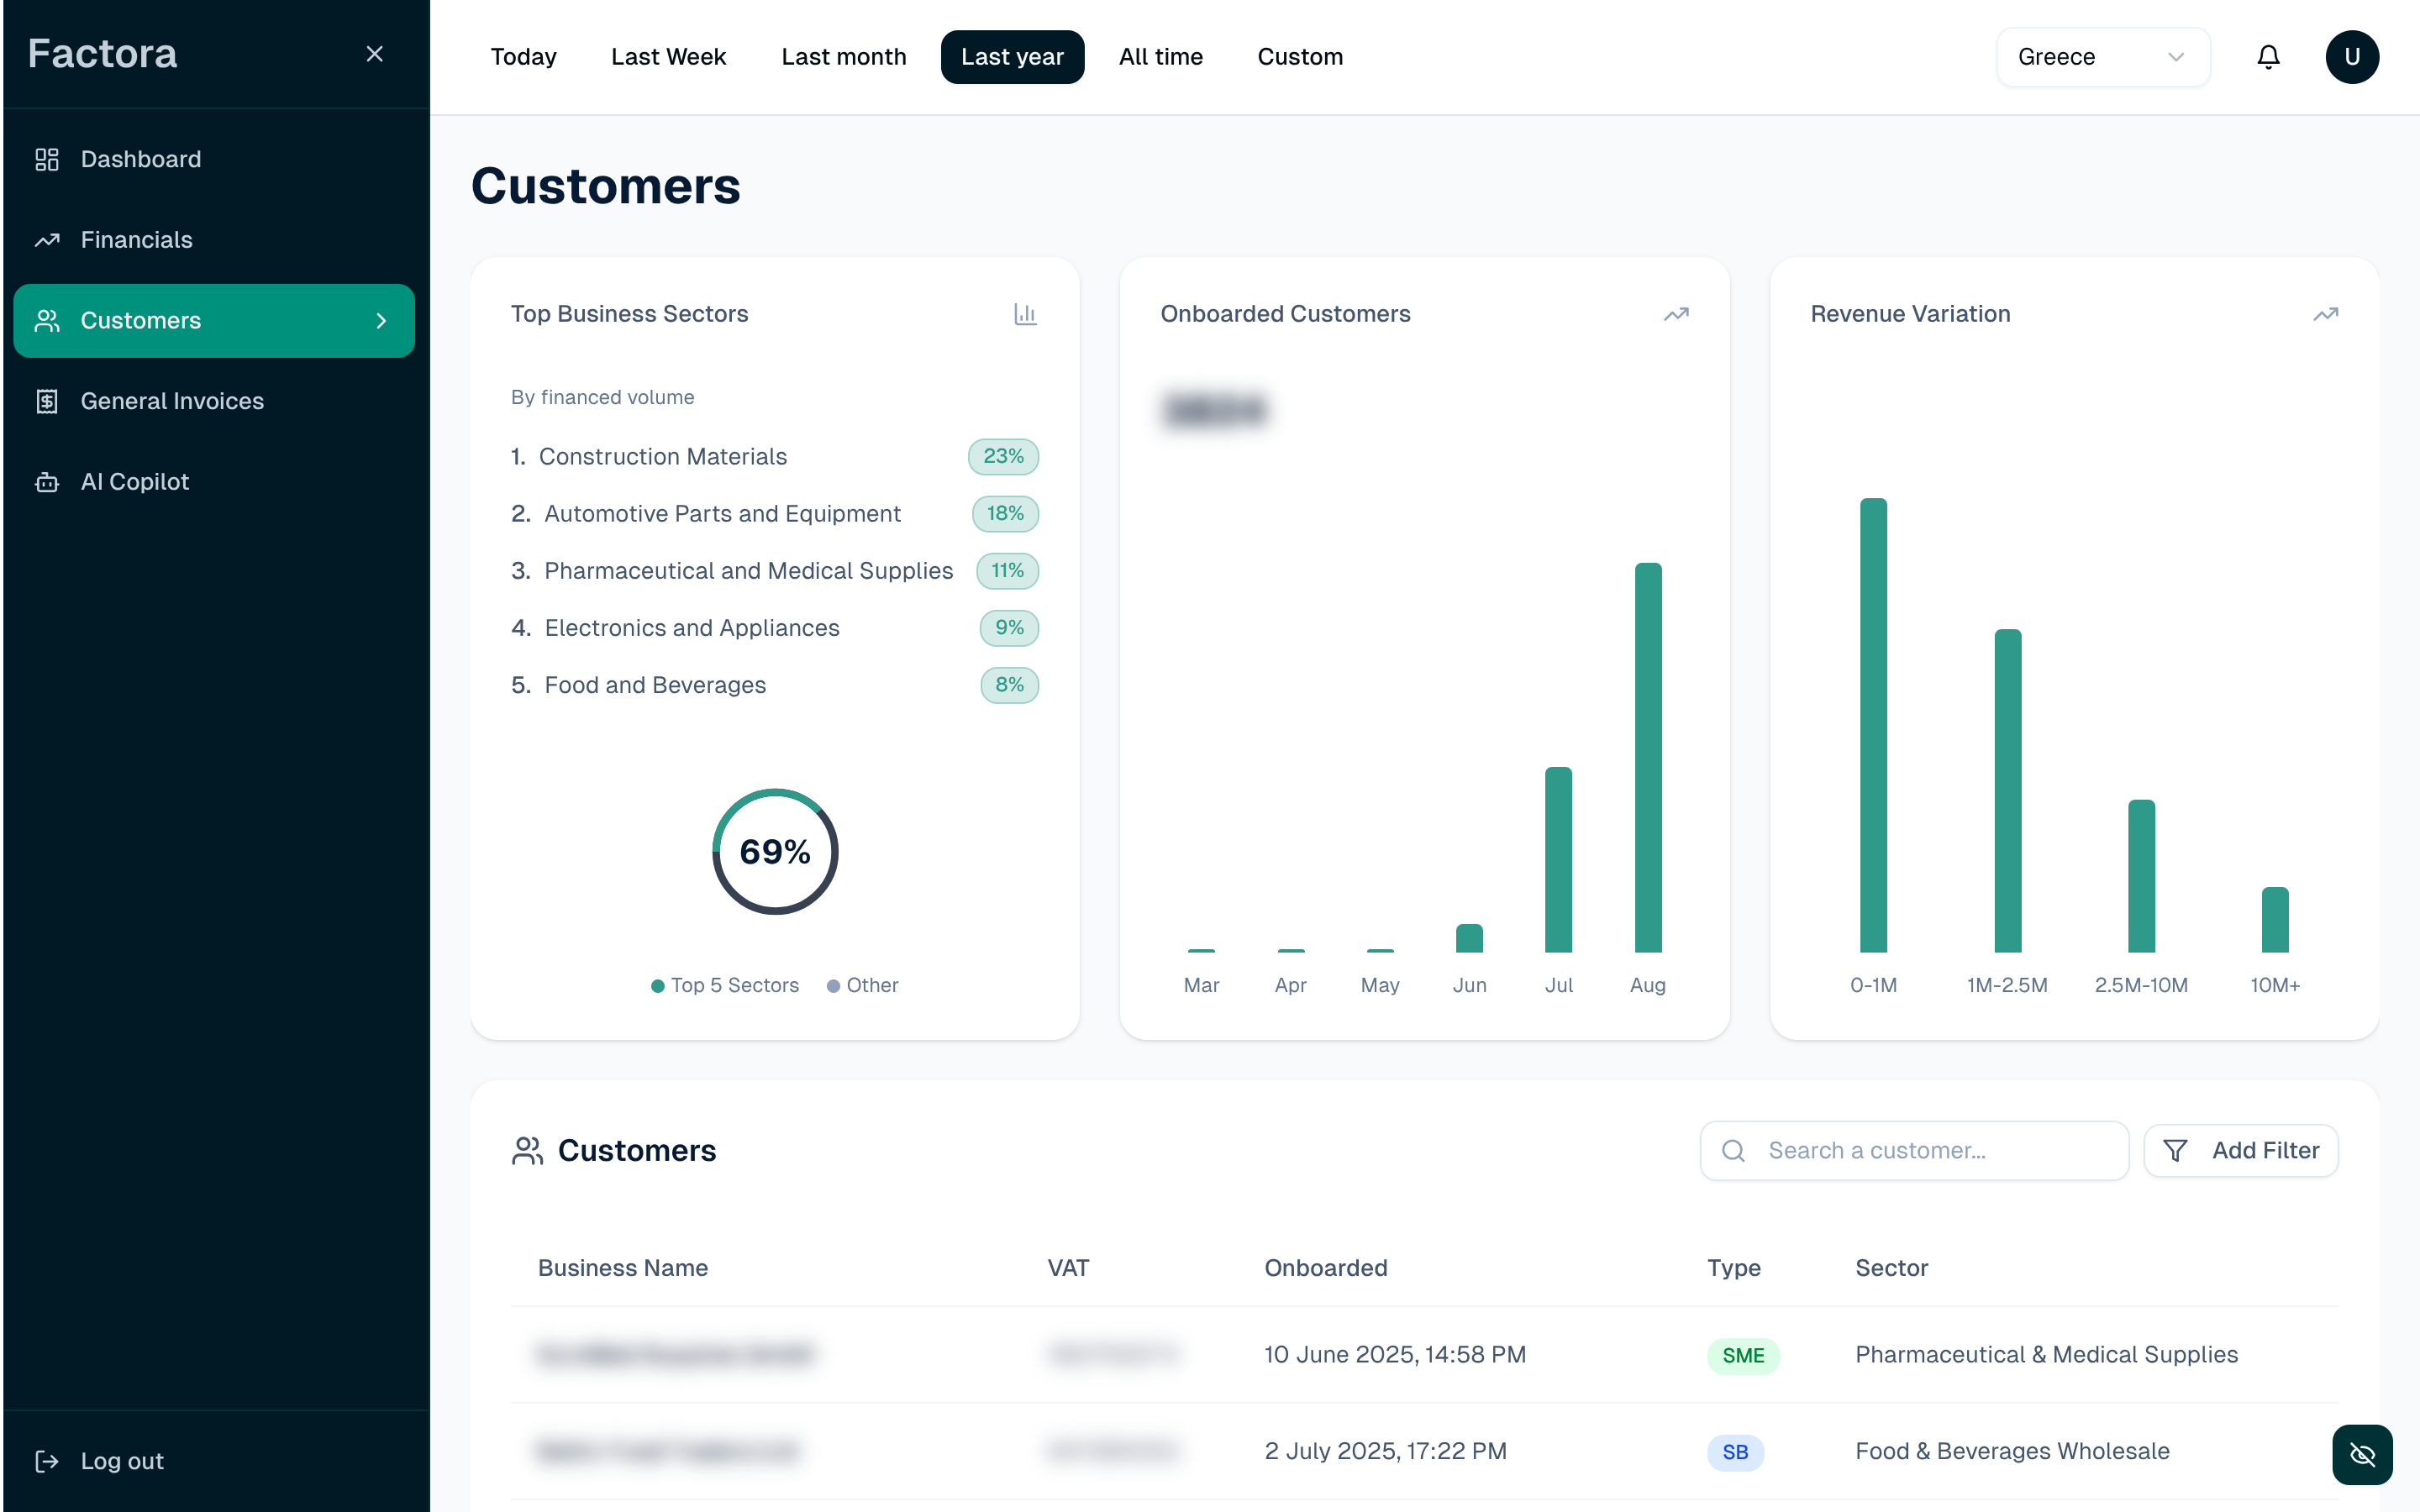 Factora
Dashboard
Financials
Customers
General Invoices
AI Copilot
Log out
Today Last Week Last month Last year All time Custom
Greece
U
Customers
Top Business Sectors
By financed volume
1. Construction Materials 23%
2. Automotive Parts and Equipment 18%
3. Pharmaceutical and Medical Supplies 11%
4. Electronics and Appliances 9%
5. Food and Beverages 8%
69%
Top 5 Sectors Other
Onboarded Customers
Mar Apr May Jun Jul Aug
Revenue Variation
0-1M 1M-2.5M 2.5M-10M 10M+
Customers
Search a customer...
Add Filter
Business Name VAT Onboarded Type Sector
10 June 2025, 14:58 PM SME Pharmaceutical & Medical Supplies
2 July 2025, 17:22 PM SB Food & Beverages Wholesale